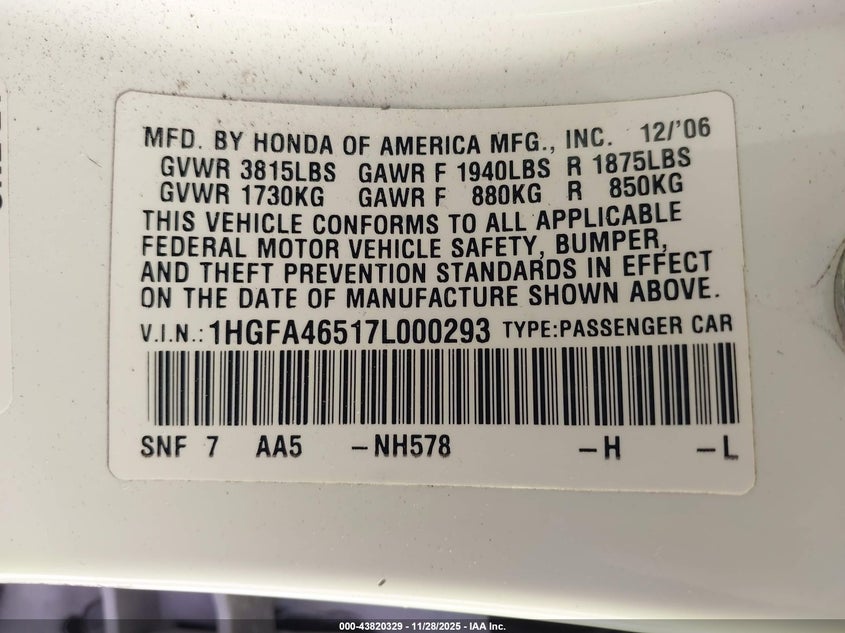 MFD. BY HONDA OF AMERICA MFG., INC. 12/'06
GVWR 3815LBS GAWR F 1940LBS R 1875LBS
GVWR 1730KG GAWR F 880KG R 850KG
THIS VEHICLE CONFORMS TO ALL APPLICABLE
FEDERAL MOTOR VEHICLE SAFETY, BUMPER,
AND THEFT PREVENTION STANDARDS IN EFFECT
ON THE DATE OF MANUFACTURE SHOWN ABOVE.
V.I.N.: 1HGFA46517L000293 TYPE:PASSENGER CAR
SNF 7 AA5 -NH578 -H -L
000-43820329 - 11/28/2025 - IAA Inc.